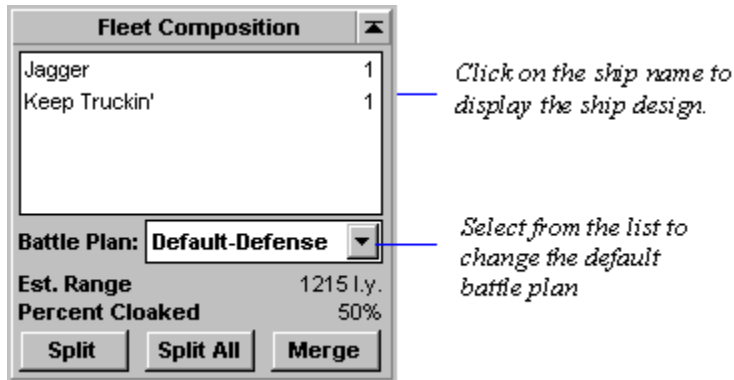 Fleet Composition
Jagger 1
Keep Truckin' 1
Click on the ship name to
display the ship design.
Battle Plan: Default-Defense
Select from the list to
change the default
battle plan
Est. Range 1215 l.y.
Percent Cloaked 50%
Split Split All Merge